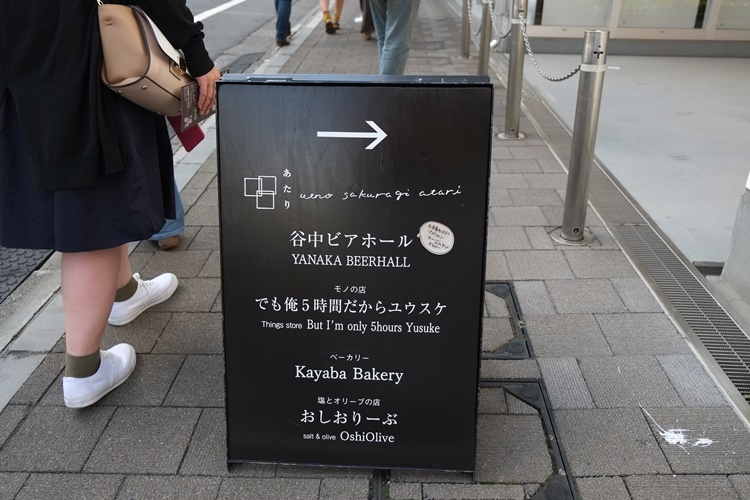 →
あたり
ueno sakuragi atari
谷中ビアホール
YANAKA BEERHALL
モノの店
でも俺5時間だからユウスケ
Things store But I'm only 5hours Yusuke
ベーカリー
Kayaba Bakery
塩とオリーブの店
おしおりーぶ
salt & olive OshiOlive